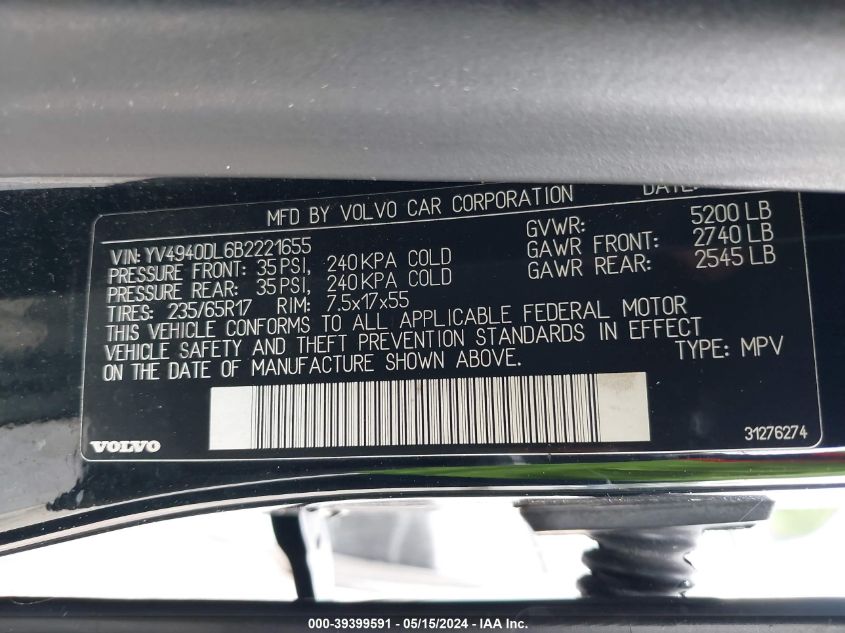 MFD BY VOLVO CAR CORPORATION DATE:
VIN: YV4940DL6B2221655
PRESSURE FRONT: 35 PSI, 240 KPA COLD
PRESSURE REAR: 35 PSI, 240 KPA COLD
TIRES: 235/65R17 RIM: 7.5x17x55
GVWR: 5200 LB
GAWR FRONT: 2740 LB
GAWR REAR: 2545 LB
THIS VEHICLE CONFORMS TO ALL APPLICABLE FEDERAL MOTOR
VEHICLE SAFETY AND THEFT PREVENTION STANDARDS IN EFFECT
ON THE DATE OF MANUFACTURE SHOWN ABOVE.
TYPE: MPV
VOLVO
31276274
000-39399591 - 05/15/2024 - IAA Inc.